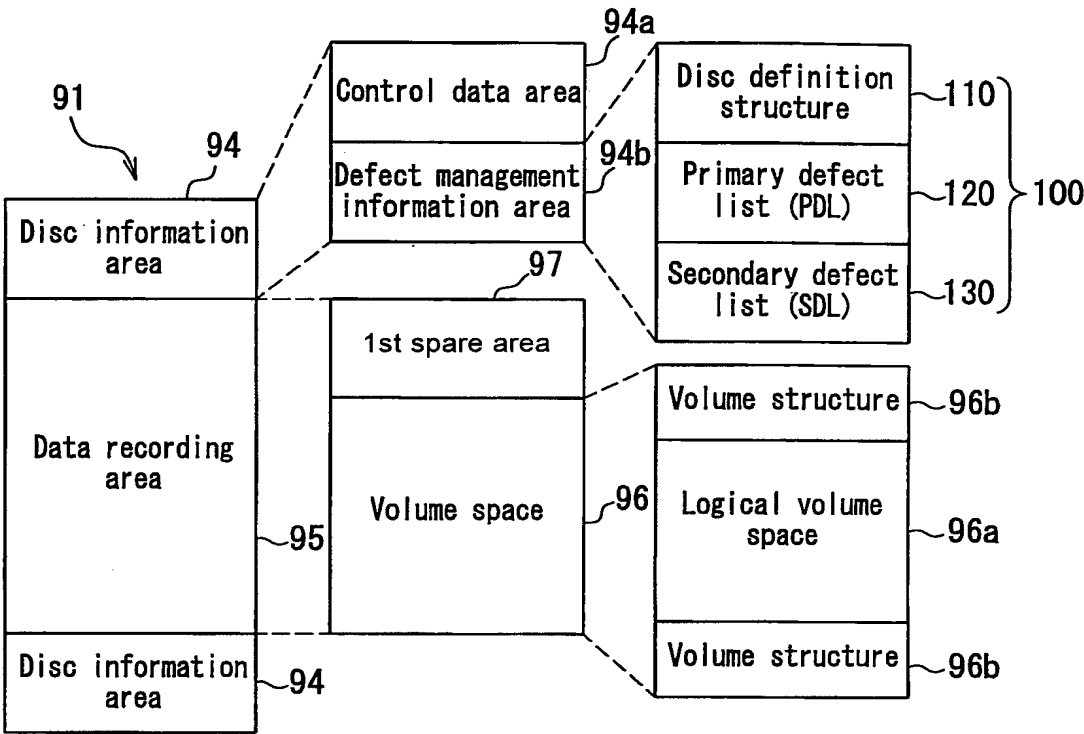 91
94
Disc information
area
Data recording
area
95
Disc information
area
94
94a
Control data area
94b
Defect management
information area
97
1st spare area
Volume space
96
Disc definition
structure
110
Primary defect
list (PDL)
120
100
Secondary defect
list (SDL)
130
Volume structure
96b
Logical volume
space
96a
Volume structure
96b